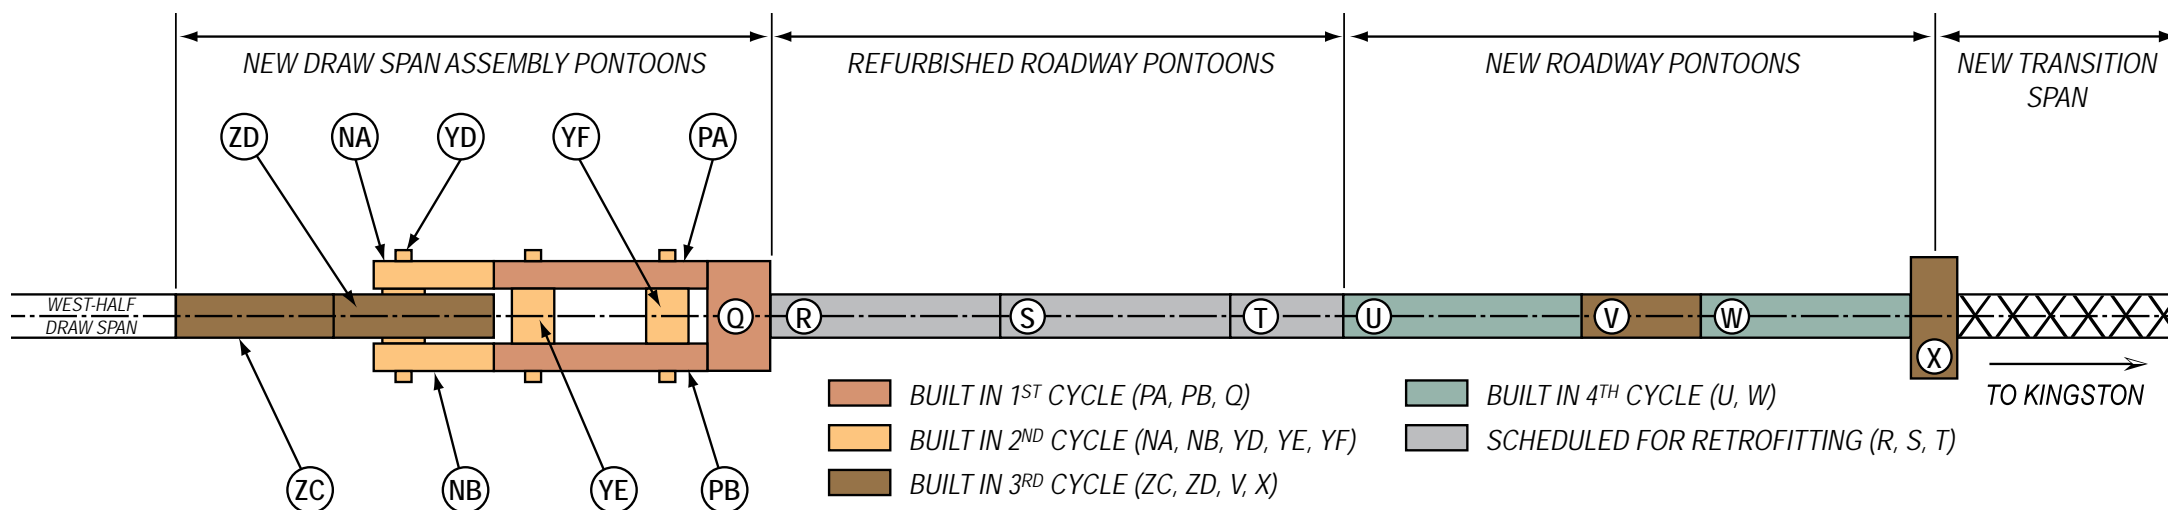 NEW DRAW SPAN ASSEMBLY PONTOONS
REFURBISHED ROADWAY PONTOONS
NEW ROADWAY PONTOONS
NEW TRANSITION
SPAN
ZD
NA
YD
YF
PA
WEST-HALF
DRAW SPAN
Q
R
S
T
U
V
W
X
TO KINGSTON
ZC
NB
YE
PB
BUILT IN 1ST CYCLE (PA, PB, Q)
BUILT IN 2ND CYCLE (NA, NB, YD, YE, YF)
BUILT IN 3RD CYCLE (ZC, ZD, V, X)
BUILT IN 4TH CYCLE (U, W)
SCHEDULED FOR RETROFITTING (R, S, T)